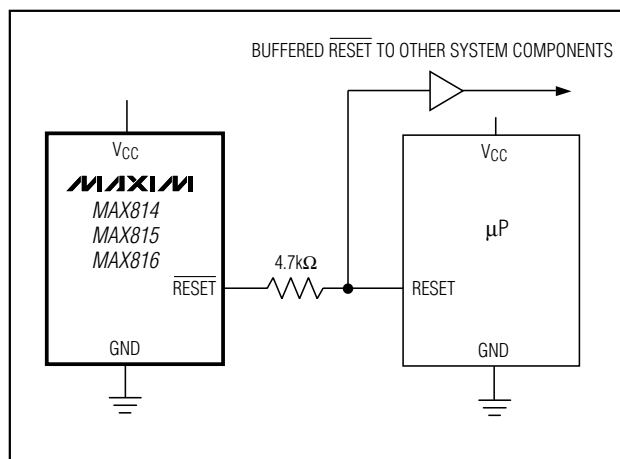 BUFFERED RESET TO OTHER SYSTEM COMPONENTS
VCC
MAXIM
MAX814
MAX815
MAX816
RESET
GND
4.7kΩ
VCC
μP
RESET
GND